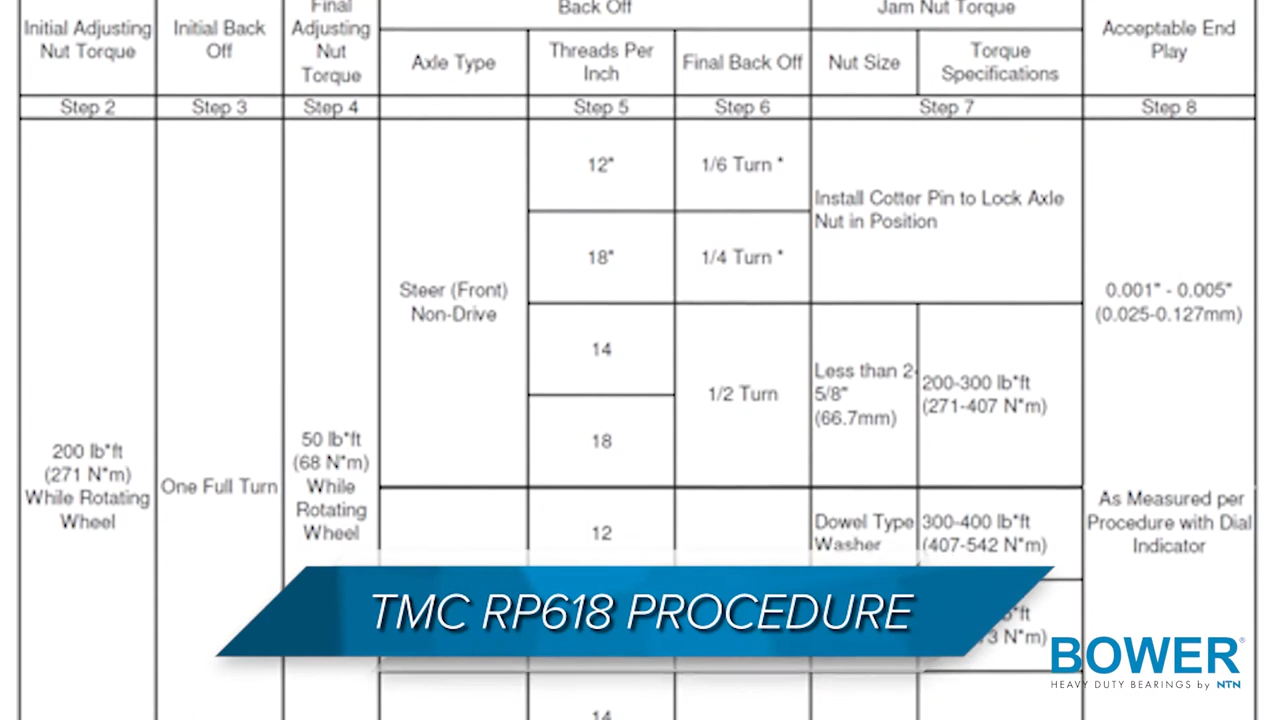 Initial Adjusting
Nut Torque
Initial Back
Off
Final
Adjusting
Nut
Torque
Back Off
Axle Type
Threads Per
Inch
Final Back Off
Jam Nut Torque
Nut Size
Torque
Specifications
Acceptable End
Play
Step 2
Step 3
Step 4
Step 5
Step 6
Step 7
Step 8
200 lb*ft
(271 N*m)
While Rotating
Wheel
One Full Turn
50 lb*ft
(68 N*m)
While
Rotating
Wheel
Steer (Front)
Non-Drive
12"
1/6 Turn *
Install Cotter Pin to Lock Axle
Nut in Position
18"
1/4 Turn *
14
1/2 Turn
Less than 2-
5/8"
(66.7mm)
200-300 lb*ft
(271-407 N*m)
18
0.001" - 0.005"
(0.025-0.127mm)
12
Dowel Type
Washer
300-400 lb*ft
(407-542 N*m)
As Measured per
Procedure with Dial
Indicator
14
TMC RP618 PROCEDURE
BOWER®
HEAVY DUTY BEARINGS by NTN